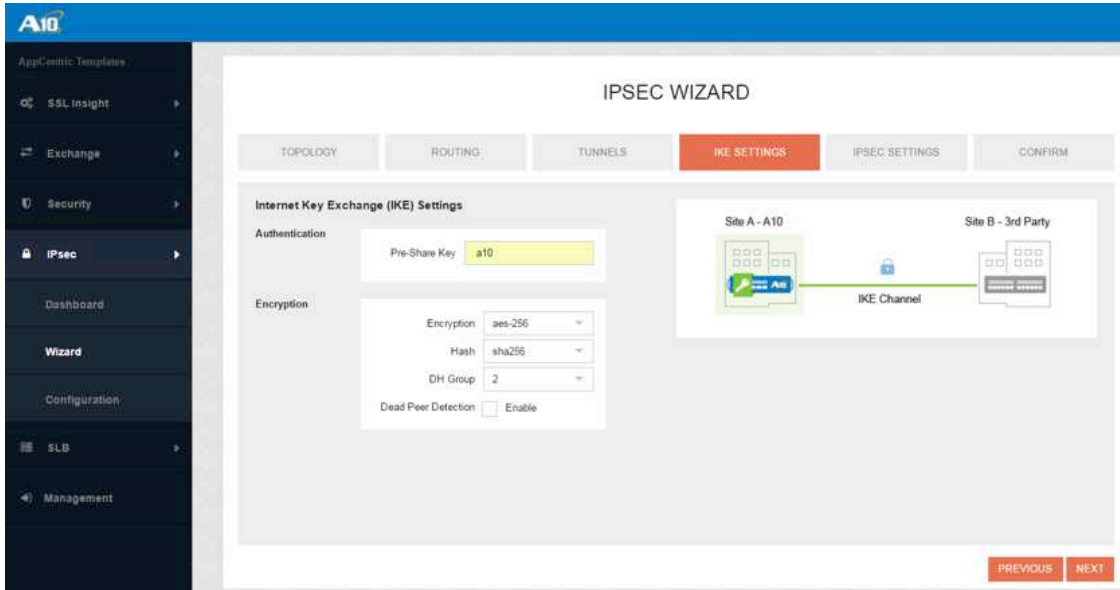 A10
AppCentric Templates
SSL Insight
Exchange
Security
IPsec
Dashboard
Wizard
Configuration
SLB
Management
IPSEC WIZARD
TOPOLOGY ROUTING TUNNELS IKE SETTINGS IPSEC SETTINGS CONFIRM
Internet Key Exchange (IKE) Settings
Authentication
Pre-Share Key a10
Encryption
Encryption aes-256
Hash sha256
DH Group 2
Dead Peer Detection Enable
Site A - A10 Site B - 3rd Party
A10
IKE Channel
PREVIOUS NEXT